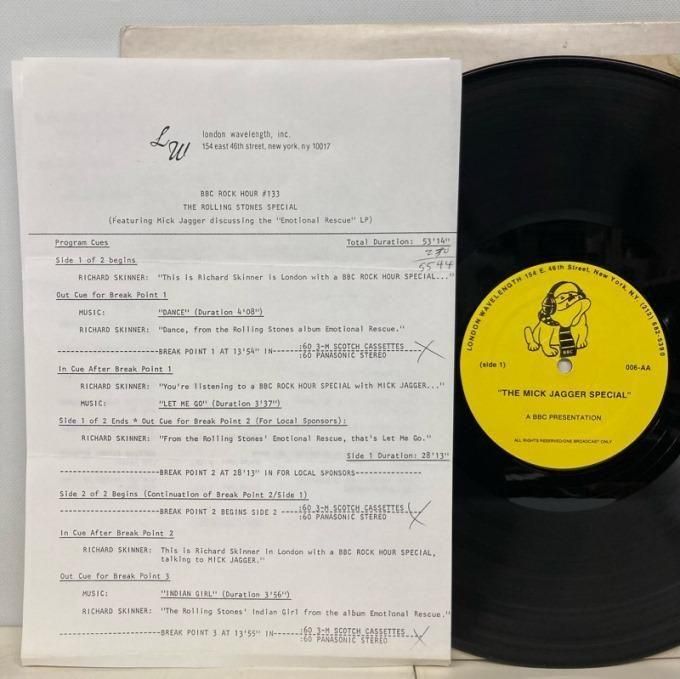 LW
london wavelength, inc.
154 east 46th street, new york, ny 10017
BBC ROCK HOUR #133
THE ROLLING STONES SPECIAL
(Featuring Mick Jagger discussing the "Emotional Rescue" LP)
Program Cues Total Duration: 53'14"
Side 1 of 2 begins
5544
RICHARD SKINNER: "This is Richard Skinner is London with a BBC ROCK HOUR SPECIAL..."
Out Cue for Break Point 1
MUSIC: "DANCE" (Duration 4'08")
RICHARD SKINNER: "Dance, from the Rolling Stones album Emotional Rescue."
BREAK POINT 1 AT 13'54" IN :60 3-M SCOTCH CASSETTES
:60 PANASONIC STEREO
In Cue After Break Point 1
RICHARD SKINNER: "You're listening to a BBC ROCK HOUR SPECIAL with MICK JAGGER..."
MUSIC: "LET ME GO" (Duration 3'37")
Side 1 of 2 Ends * Out Cue for Break Point 2 (For Local Sponsors):
RICHARD SKINNER: "From the Rolling Stones' Emotional Rescue, that's Let Me Go."
Side 1 Duration: 28'13"
BREAK POINT 2 AT 28'13" IN FOR LOCAL SPONSORS
Side 2 of 2 Begins (Continuation of Break Point 2/Side 1)
BREAK POINT 2 BEGINS SIDE 2 :60 3-M SCOTCH CASSETTES
:60 PANASONIC STEREO
In Cue After Break Point 2
RICHARD SKINNER: This is Richard Skinner in London with a BBC ROCK HOUR SPECIAL,
talking to MICK JAGGER."
Out Cue for Break Point 3
MUSIC: "INDIAN GIRL" (Duration 3'56")
RICHARD SKINNER: "The Rolling Stones' Indian Girl from the album Emotional Rescue."
BREAK POINT 3 AT 13'55" IN :60 3-M SCOTCH CASSETTES
:60 PANASONIC STEREO
LONDON WAVELENGTH 154 E. 46th Street, New York, N.Y. (212) 682-5390
BBC
(side 1) 006-AA
"THE MICK JAGGER SPECIAL"
A BBC PRESENTATION
ALL RIGHTS RESERVED/ONE BROADCAST ONLY